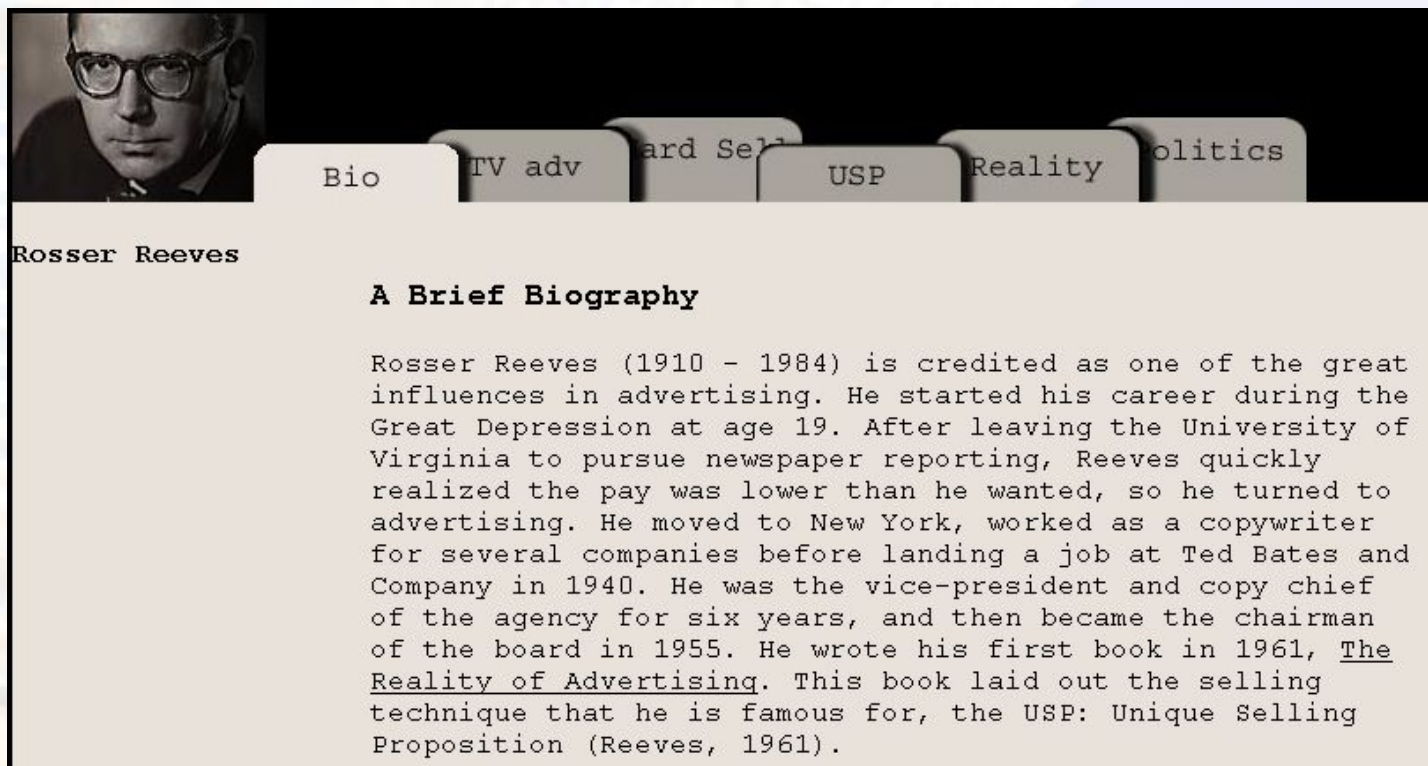 Bio
TV adv
ard Sell
USP
Reality
olitics
Rosser Reeves
A Brief Biography
Rosser Reeves (1910 – 1984) is credited as one of the great
influences in advertising. He started his career during the
Great Depression at age 19. After leaving the University of
Virginia to pursue newspaper reporting, Reeves quickly
realized the pay was lower than he wanted, so he turned to
advertising. He moved to New York, worked as a copywriter
for several companies before landing a job at Ted Bates and
Company in 1940. He was the vice-president and copy chief
of the agency for six years, and then became the chairman
of the board in 1955. He wrote his first book in 1961, The
Reality of Advertising. This book laid out the selling
technique that he is famous for, the USP: Unique Selling
Proposition (Reeves, 1961).